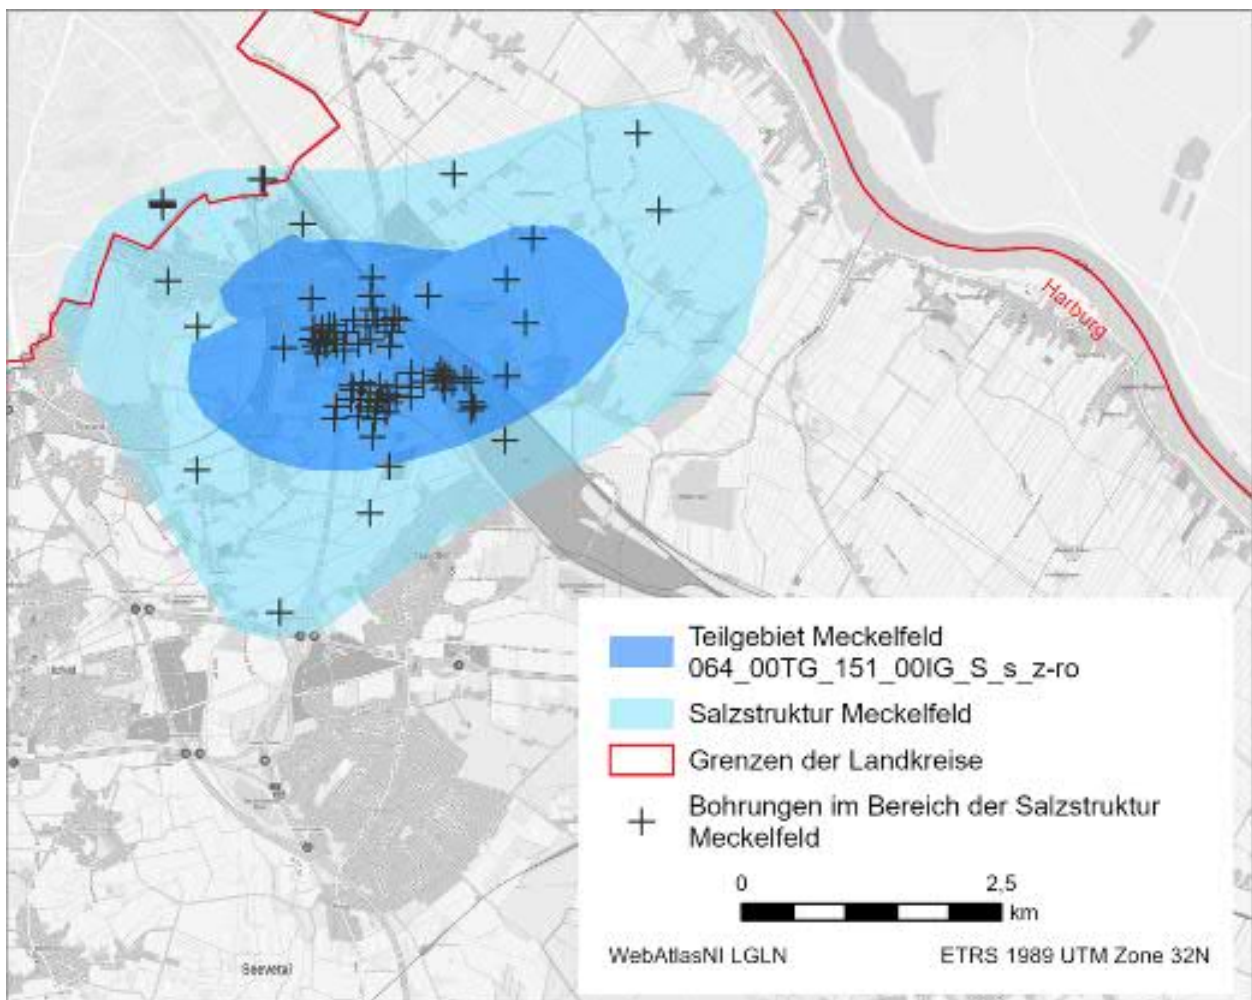 Harburg
Teilgebiet Meckelfeld
064_00TG_151_00IG_S_s_z-ro
Salzstruktur Meckelfeld
Grenzen der Landkreise
Bohrungen im Bereich der Salzstruktur
Meckelfeld
0 2,5
km
WebAtlasNI LGLN ETRS 1989 UTM Zone 32N
Seevetal